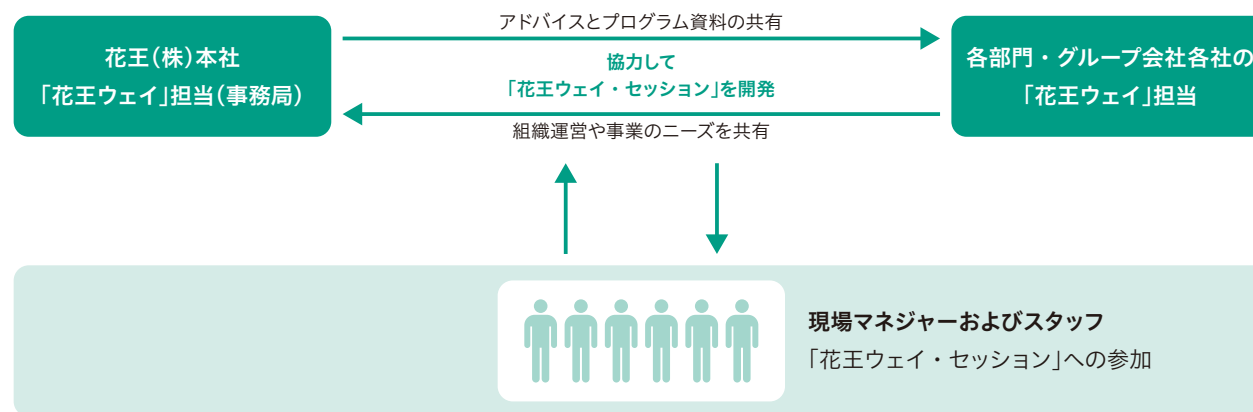 アドバイスとプログラム資料の共有
花王(株)本社
「花王ウェイ」担当(事務局)
協力して
「花王ウェイ・セッション」を開発
各部門・グループ会社各社の
「花王ウェイ」担当
組織運営や事業のニーズを共有
現場マネジャーおよびスタッフ
「花王ウェイ・セッション」への参加